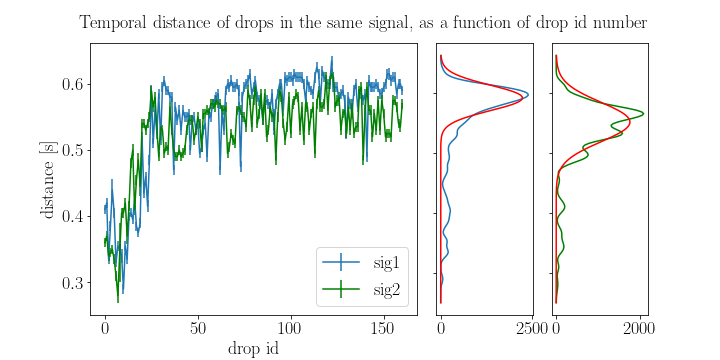 Temporal distance of drops in the same signal, as a function of drop id number
0.6
0.5
0.4
0.3
distance [s]
sig1
sig2
0 50 100 150
drop id
0 2500
0 2000